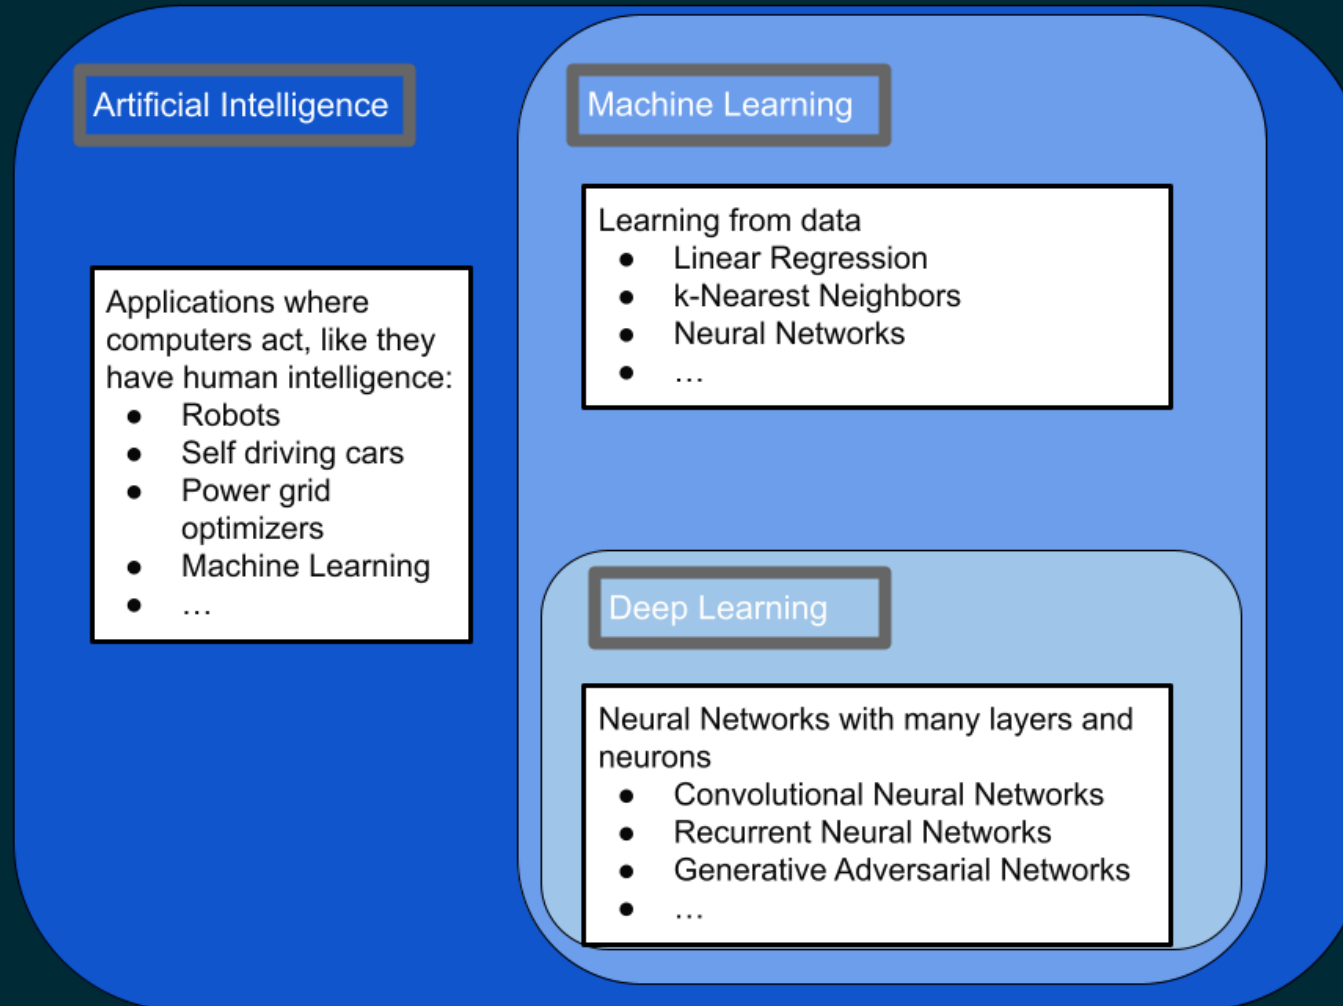 Artificial Intelligence
Applications where
computers act, like they
have human intelligence:
● Robots
● Self driving cars
● Power grid
optimizers
● Machine Learning
● …
Machine Learning
Learning from data
● Linear Regression
● k-Nearest Neighbors
● Neural Networks
● …
Deep Learning
Neural Networks with many layers and
neurons
● Convolutional Neural Networks
● Recurrent Neural Networks
● Generative Adversarial Networks
● …